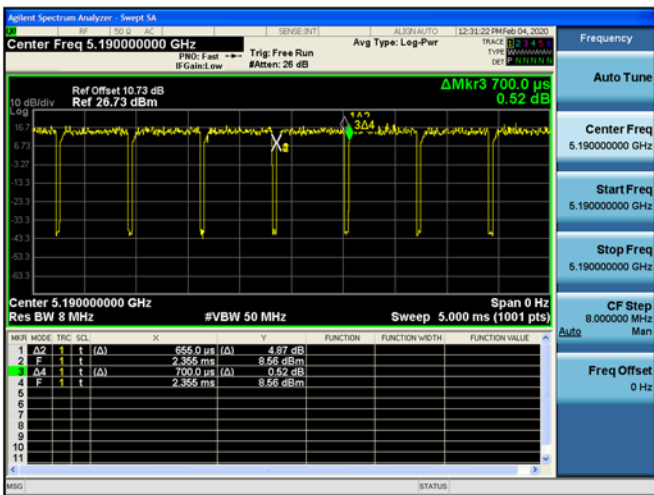 Agilent Spectrum Analyzer - Swept SA
RF 50 Ω AC SENSE:INT ALIGN AUTO 12:31:22 PM Feb 04, 2020
Center Freq 5.190000000 GHz
PNO: Fast
IFGain:Low
Trig: Free Run
#Atten: 26 dB
Avg Type: Log-Pwr
TRACE 1 2 3 4 5 6
TYPE
DET P N N N N N
Ref Offset 10.73 dB
Ref 26.73 dBm
ΔMkr3 700.0 µs
0.52 dB
10 dB/div
Log
16.7
6.73
-3.27
-13.3
-23.3
-33.3
-43.3
-53.3
-63.3
1Δ2
3Δ4
Center 5.190000000 GHz
Span 0 Hz
Res BW 8 MHz
#VBW 50 MHz
Sweep 5.000 ms (1001 pts)
MKR MODE TRC SCL X Y FUNCTION FUNCTION WIDTH FUNCTION VALUE
1 Δ2 1 t (Δ) 655.0 µs (Δ) 4.87 dB
2 F 1 t 2.355 ms 8.56 dBm
3 Δ4 1 t (Δ) 700.0 µs (Δ) 0.52 dB
4 F 1 t 2.355 ms 8.56 dBm
5
6
7
8
9
10
11
MSG
STATUS
Frequency
Auto Tune
Center Freq
5.190000000 GHz
Start Freq
5.190000000 GHz
Stop Freq
5.190000000 GHz
CF Step
8.000000 MHz
Auto Man
Freq Offset
0 Hz